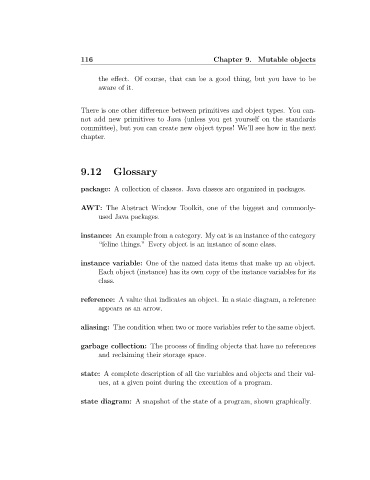 116 Chapter 9. Mutable objects
the effect. Of course, that can be a good thing, but you have to be
aware of it.
There is one other difference between primitives and object types. You can-
not add new primitives to Java (unless you get yourself on the standards
committee), but you can create new object types! We'll see how in the next
chapter.
9.12 Glossary
package: A collection of classes. Java classes are organized in packages.
AWT: The Abstract Window Toolkit, one of the biggest and commonly-
used Java packages.
instance: An example from a category. My cat is an instance of the category
"feline things." Every object is an instance of some class.
instance variable: One of the named data items that make up an object.
Each object (instance) has its own copy of the instance variables for its
class.
reference: A value that indicates an object. In a state diagram, a reference
appears as an arrow.
aliasing: The condition when two or more variables refer to the same object.
garbage collection: The process of finding objects that have no references
and reclaiming their storage space.
state: A complete description of all the variables and objects and their val-
ues, at a given point during the execution of a program.
state diagram: A snapshot of the state of a program, shown graphically.